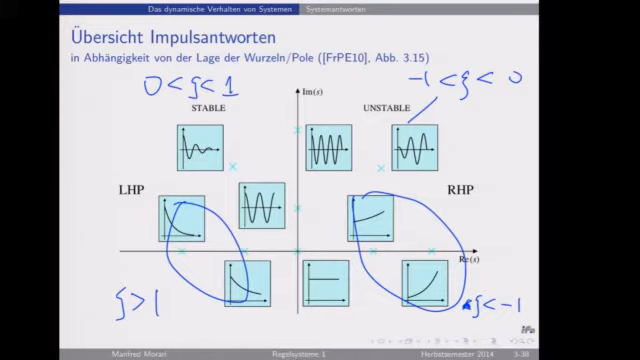 Das dynamische Verhalten von Systemen Systemantworten
Übersicht Impulsantworten
in Abhängigkeit von der Lage der Wurzeln/Pole ([FrPE10], Abb. 3.15)
0 < ξ < 1
-1 < ξ < 0
Im(s)
STABLE
UNSTABLE
LHP
RHP
Re(s)
ξ > 1
ξ < -1
Manfred Morari Regelsysteme 1 Herbstsemester 2014 3-38